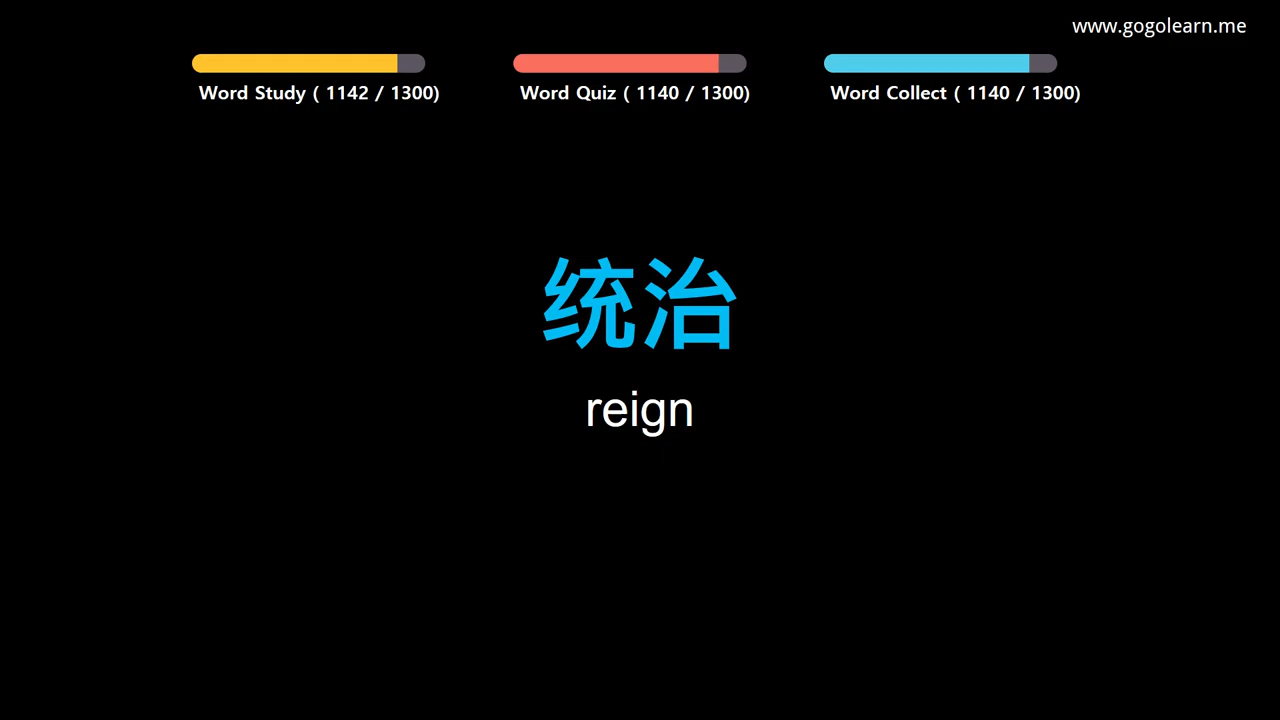 www.gogolearn.me
Word Study ( 1142 / 1300)
Word Quiz ( 1140 / 1300)
Word Collect ( 1140 / 1300)
统治
reign